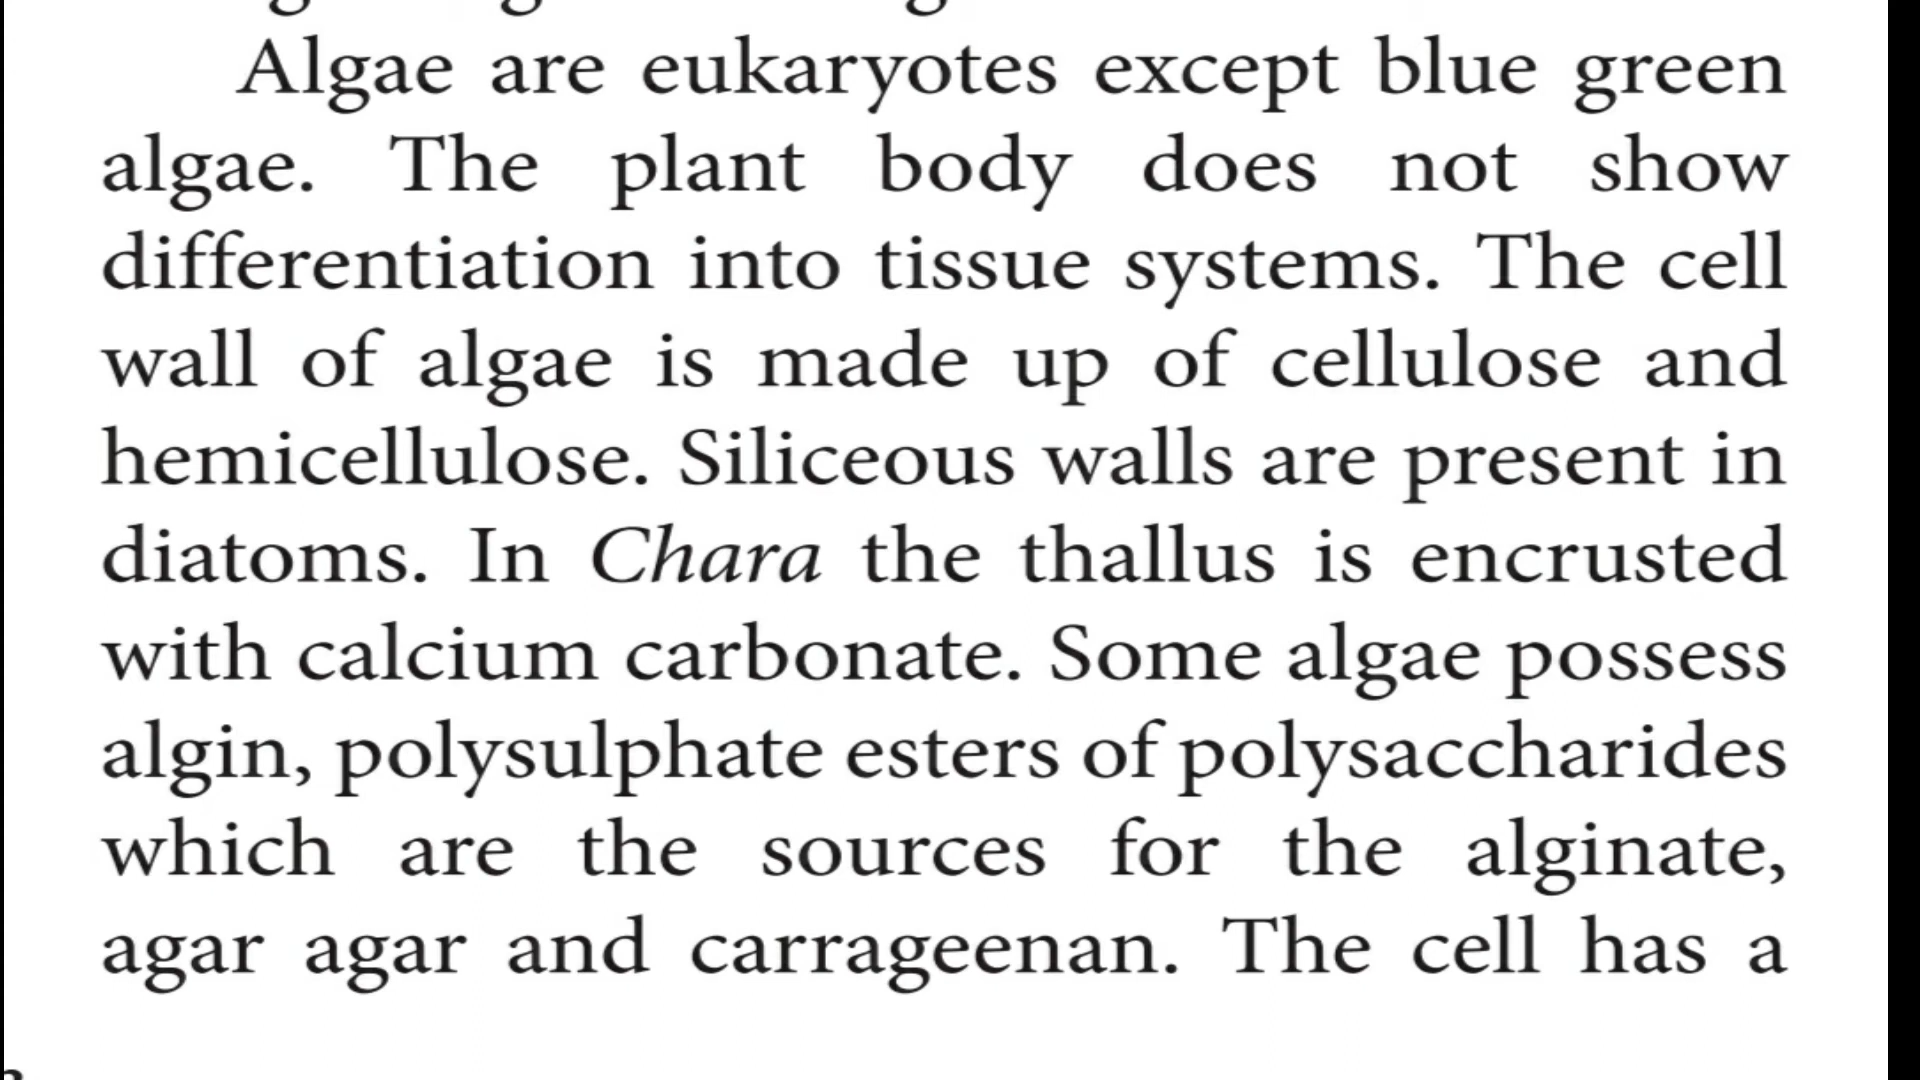 Algae are eukaryotes except blue green
algae. The plant body does not show
differentiation into tissue systems. The cell
wall of algae is made up of cellulose and
hemicellulose. Siliceous walls are present in
diatoms. In Chara the thallus is encrusted
with calcium carbonate. Some algae possess
algin, polysulphate esters of polysaccharides
which are the sources for the alginate,
agar agar and carrageenan. The cell has a